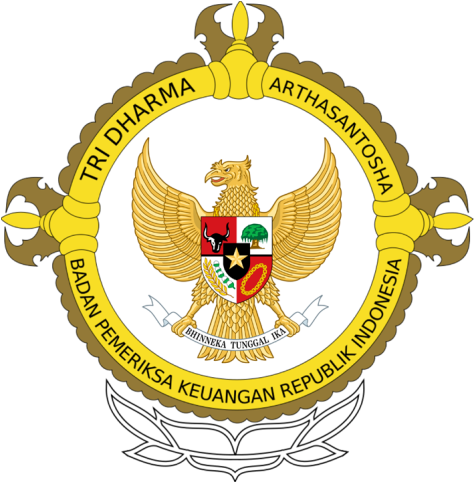 TRI DHARMA
ARTHASANTOSHA
BHINNEKA TUNGGAL IKA
BADAN PEMERIKSA KEUANGAN REPUBLIK INDONESIA